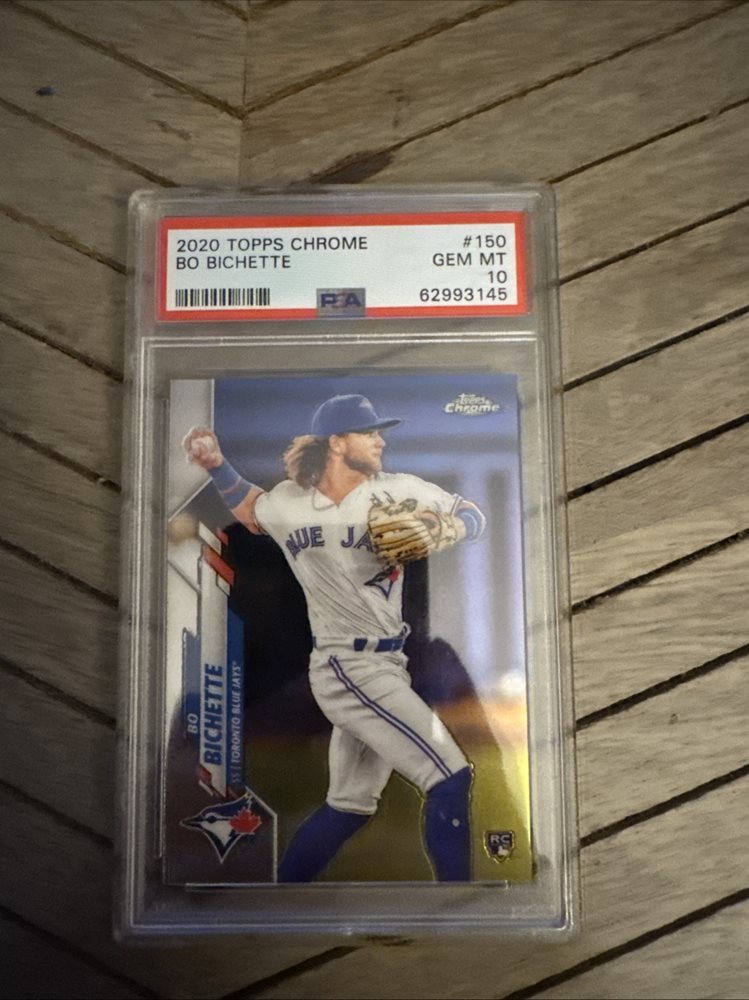 2020 TOPPS CHROME #150
BO BICHETTE GEM MT
10
PSA 62993145
Topps
Chrome
BLUE JA
BO
BICHETTE
SS | TORONTO BLUE JAYS®
RC